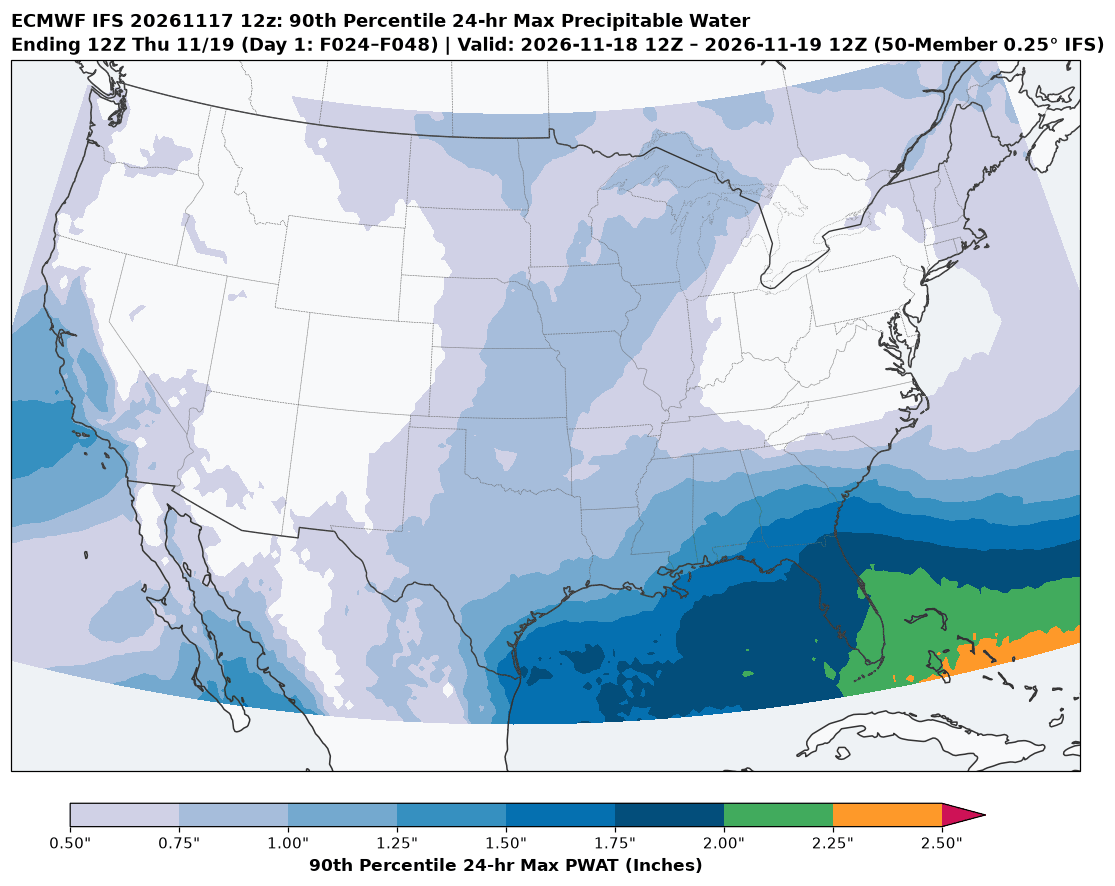 ECMWF IFS 20261117 12z: 90th Percentile 24-hr Max Precipitable Water
Ending 12Z Thu 11/19 (Day 1: F024–F048) | Valid: 2026-11-18 12Z – 2026-11-19 12Z (50-Member 0.25° IFS)
0.50" 0.75" 1.00" 1.25" 1.50" 1.75" 2.00" 2.25" 2.50"
90th Percentile 24-hr Max PWAT (Inches)